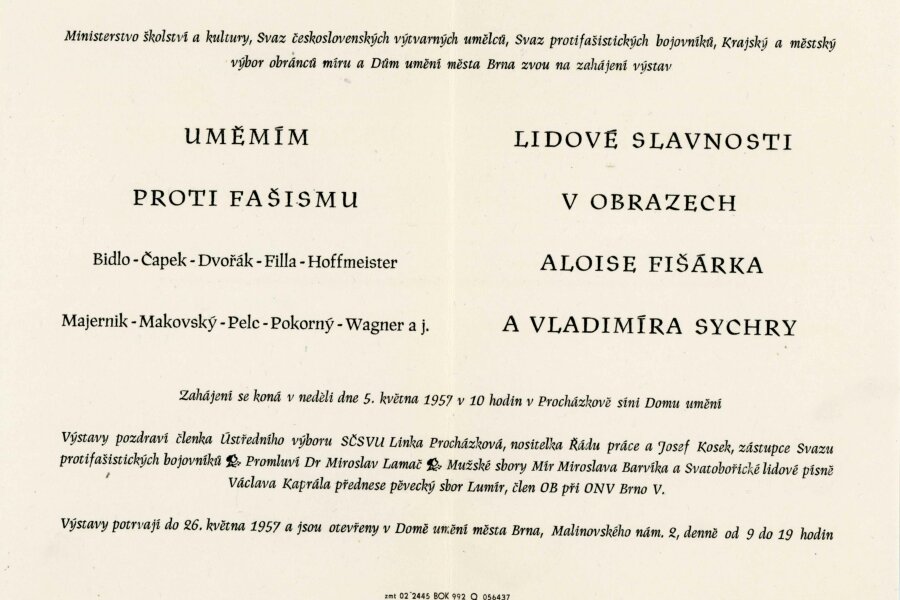 Ministerstvo školství a kultury, Svaz československých výtvarných umělců, Svaz protifašistických bojovníků, Krajský a městský
výbor obránců míru a Dům umění města Brna zvou na zahájení výstav
UMĚMÍM
PROTI FAŠISMU
Bidlo - Čapek - Dvořák - Filla - Hoffmeister
Majernik - Makovský - Pelc - Pokorný - Wagner a j.
LIDOVÉ SLAVNOSTI
V OBRAZECH
ALOISE FIŠÁRKA
A VLADIMÍRA SYCHRY
Zahájení se koná v neděli dne 5. května 1957 v 10 hodin v Procházkově síni Domu umění
Výstavy pozdraví členka Ústředního výboru SČSVU Linka Procházková, nositelka Řádu práce a Josef Kosek, zástupce Svazu
protifašistických bojovníků Promluví Dr Miroslav Lamač Mužské sbory Mír Miroslava Barvíka a Svatobořické lidové písně
Václava Kaprála přednese pěvecký sbor Lumír, člen OB při ONV Brno V.
Výstavy potrvají do 26. května 1957 a jsou otevřeny v Domě umění města Brna, Malinovského nám. 2, denně od 9 do 19 hodin
zmt 02 2445 BOK 992 Q 056437